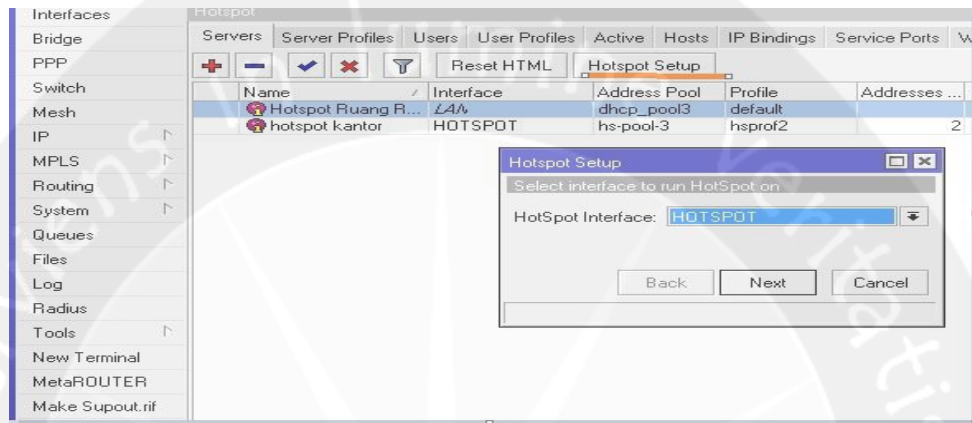 Interfaces
Bridge
PPP
Switch
Mesh
IP
MPLS
Routing
System
Queues
Files
Log
Radius
Tools
New Terminal
MetaROUTER
Make Supout.rif
Hotspot
Servers Server Profiles Users User Profiles Active Hosts IP Bindings Service Ports W
Reset HTML Hotspot Setup
Name Interface Address Pool Profile Addresses ...
Hotspot Ruang R... LAN dhcp_pool3 default
hotspot kantor HOTSPOT hs-pool-3 hsprof2 2
Hotspot Setup
Select interface to run HotSpot on
HotSpot Interface: HOTSPOT
Back Next Cancel